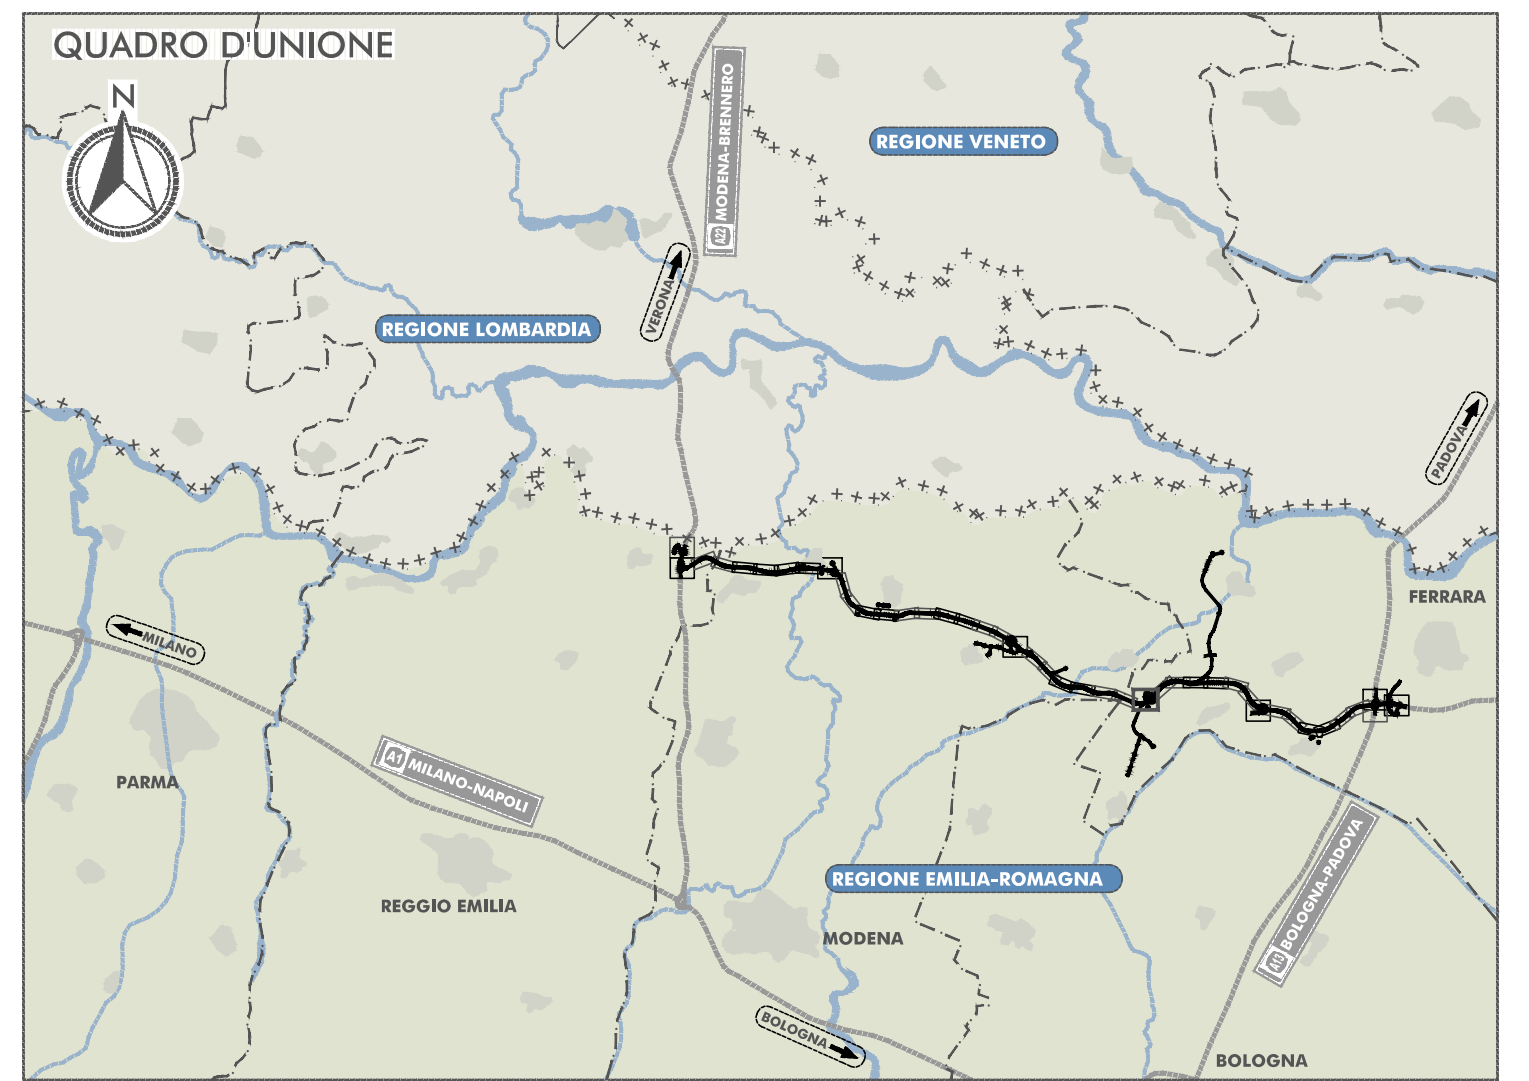 QUADRO D'UNIONE
N
A22 MODENA-BRENNERO
REGIONE VENETO
VERONA
REGIONE LOMBARDIA
PADOVA
FERRARA
MILANO
PARMA
A1 MILANO-NAPOLI
REGGIO EMILIA
REGIONE EMILIA-ROMAGNA
MODENA
A13 BOLOGNA-PADOVA
BOLOGNA
BOLOGNA